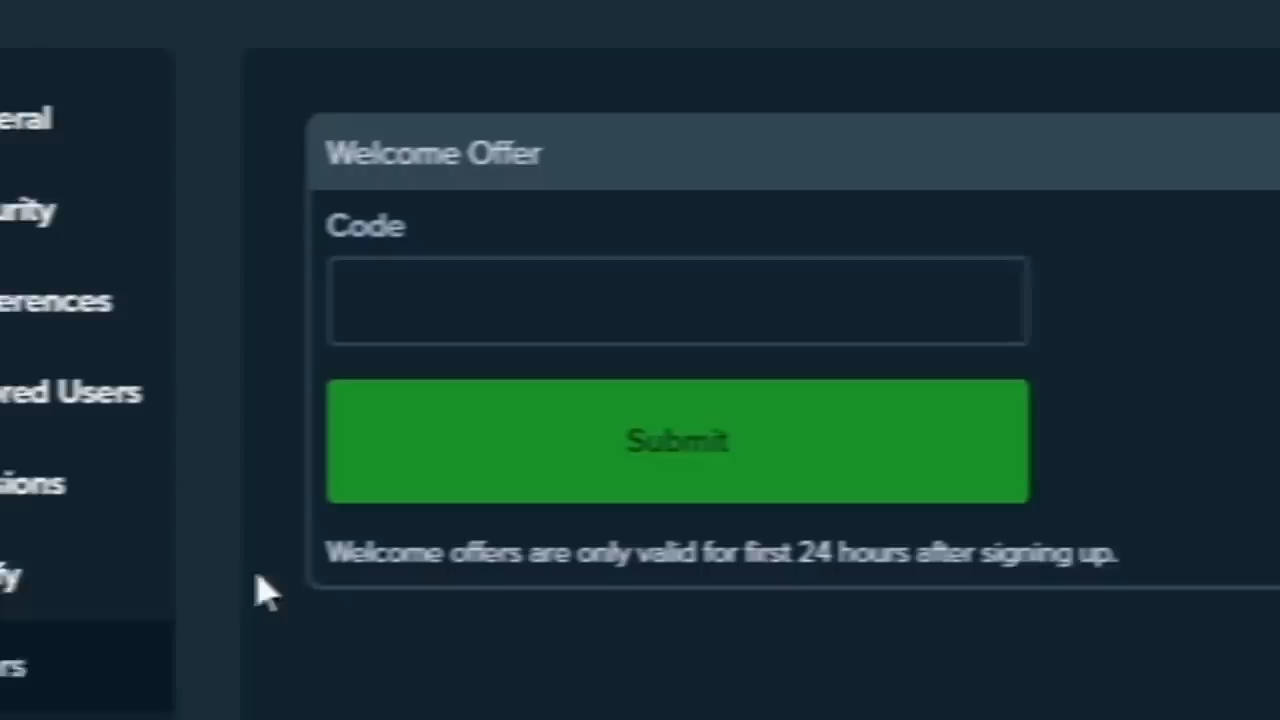 eral
Welcome Offer
urity
Code
erences
ored Users
Submit
sions
Welcome offers are only valid for first 24 hours after signing up.
fy
rs